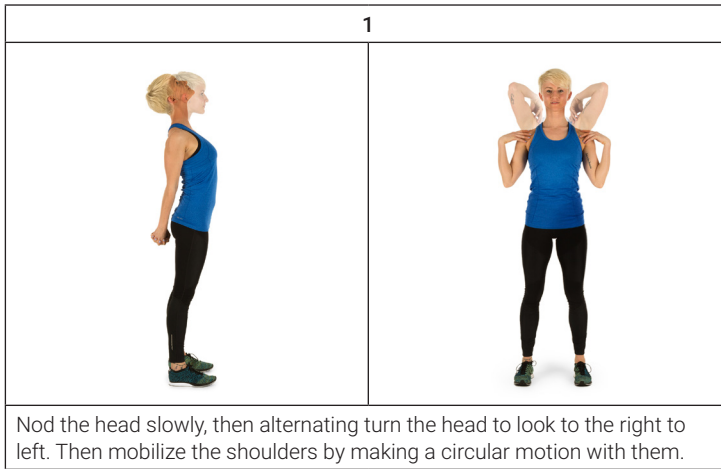 1
Nod the head slowly, then alternating turn the head to look to the right to
left. Then mobilize the shoulders by making a circular motion with them.